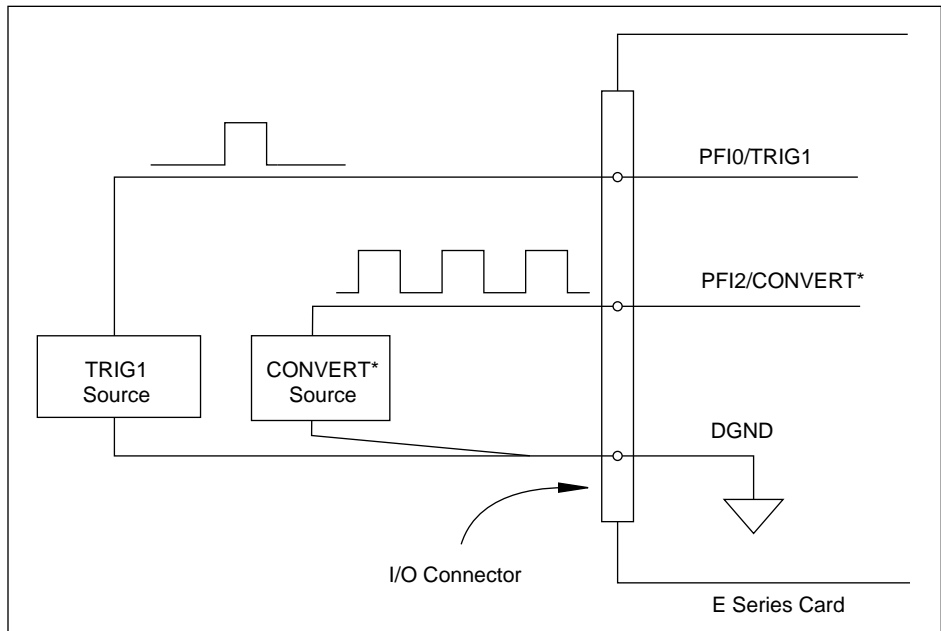 PFI0/TRIG1
PFI2/CONVERT*
TRIG1
Source
CONVERT*
Source
DGND
I/O Connector
E Series Card